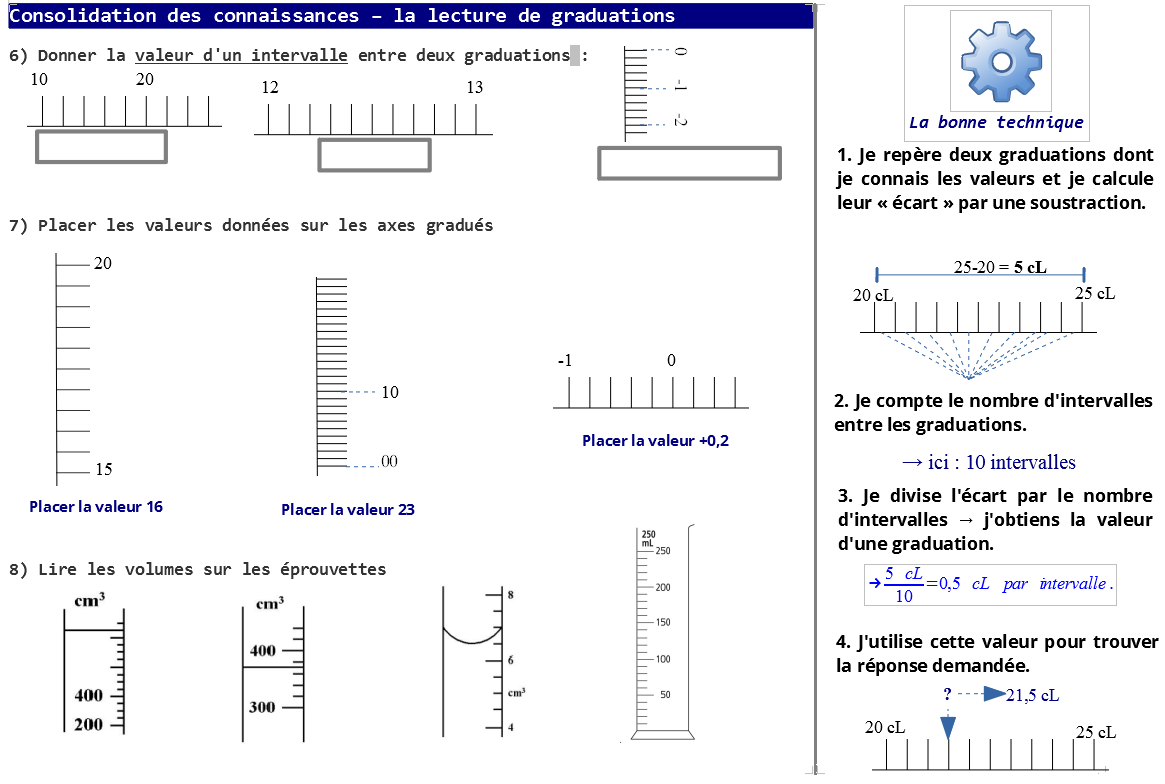 Consolidation des connaissances – la lecture de graduations
6) Donner la valeur d'un intervalle entre deux graduations :
10 20
12 13
0
-1
-2
7) Placer les valeurs données sur les axes gradués
20
15
Placer la valeur 16
10
00
Placer la valeur 23
-1 0
Placer la valeur +0,2
8) Lire les volumes sur les éprouvettes
cm³
400
200
cm³
400
300
8
6
cm³
4
250
mL
250
200
150
100
50
La bonne technique
1. Je repère deux graduations dont
je connais les valeurs et je calcule
leur « écart » par une soustraction.
25-20 = 5 cL
20 cL 25 cL
2. Je compte le nombre d'intervalles
entre les graduations.
→ ici : 10 intervalles
3. Je divise l'écart par le nombre
d'intervalles → j'obtiens la valeur
d'une graduation.
→ 5 cL/10 =0,5 cL par intervalle.
4. J'utilise cette valeur pour trouver
la réponse demandée.
? 21,5 cL
20 cL 25 cL